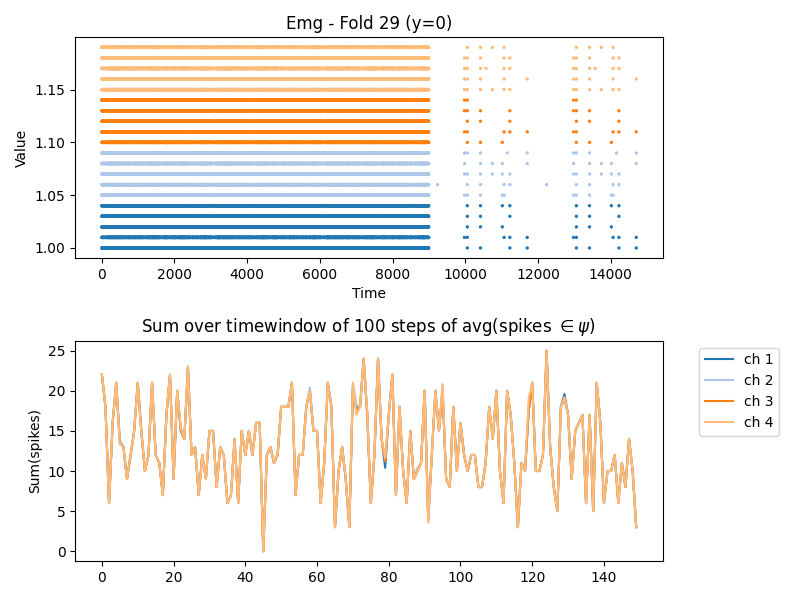 Emg - Fold 29 (y=0)
Value
1.15
1.10
1.05
1.00
0 2000 4000 6000 8000 10000 12000 14000
Time
Sum over timewindow of 100 steps of avg(spikes ∈ ψ)
Sum(spikes)
25
20
15
10
5
0
0 20 40 60 80 100 120 140
ch 1
ch 2
ch 3
ch 4